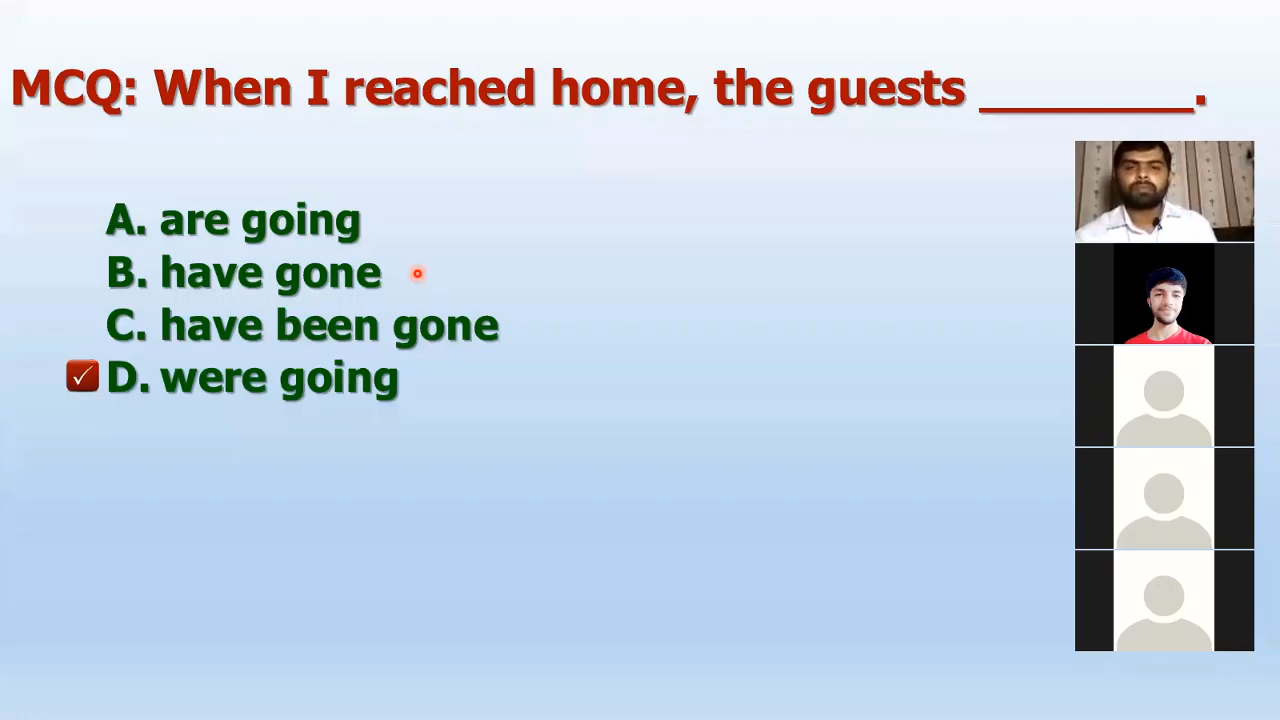 MCQ: When I reached home, the guests ________.
A. are going
B. have gone
C. have been gone
D. were going